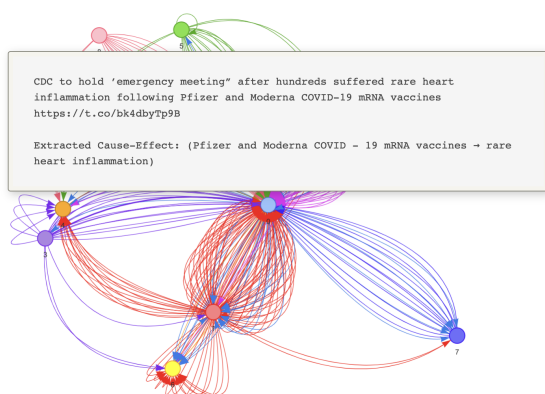 5
CDC to hold ‘emergency meeting” after hundreds suffered rare heart
inflammation following Pfizer and Moderna COVID-19 mRNA vaccines
https://t.co/bk4dbyTp9B
Extracted Cause-Effect: (Pfizer and Moderna COVID - 19 mRNA vaccines → rare
heart inflammation)
3
7